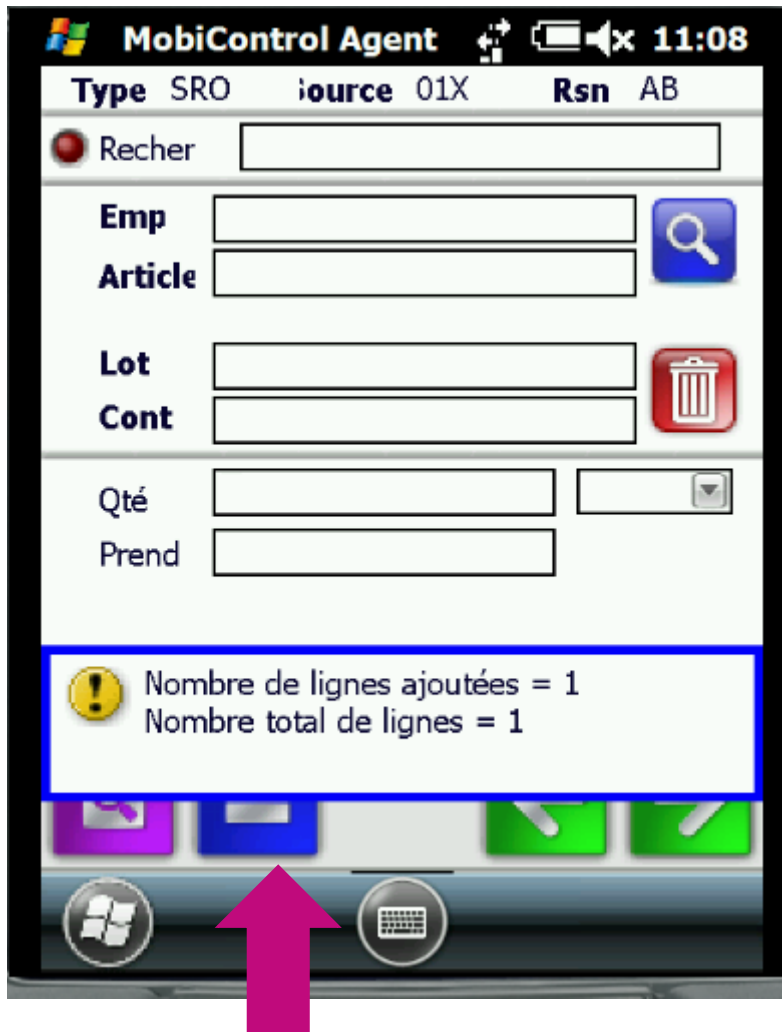 MobiControl Agent 11:08
Type SRO ource 01X Rsn AB
Recher
Emp
Article
Lot
Cont
Qté
Prend
Nombre de lignes ajoutées = 1
Nombre total de lignes = 1